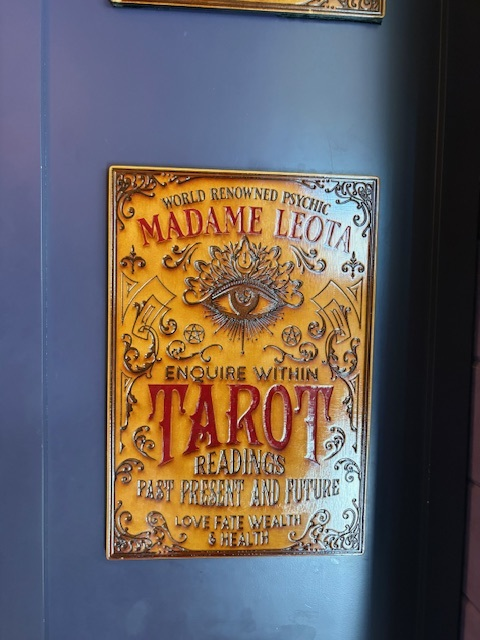 WORLD RENOWNED PSYCHIC
MADAME LEOTA
ENQUIRE WITHIN
TAROT
READINGS
PAST PRESENT AND FUTURE
LOVE FATE WEALTH
& HEALTH